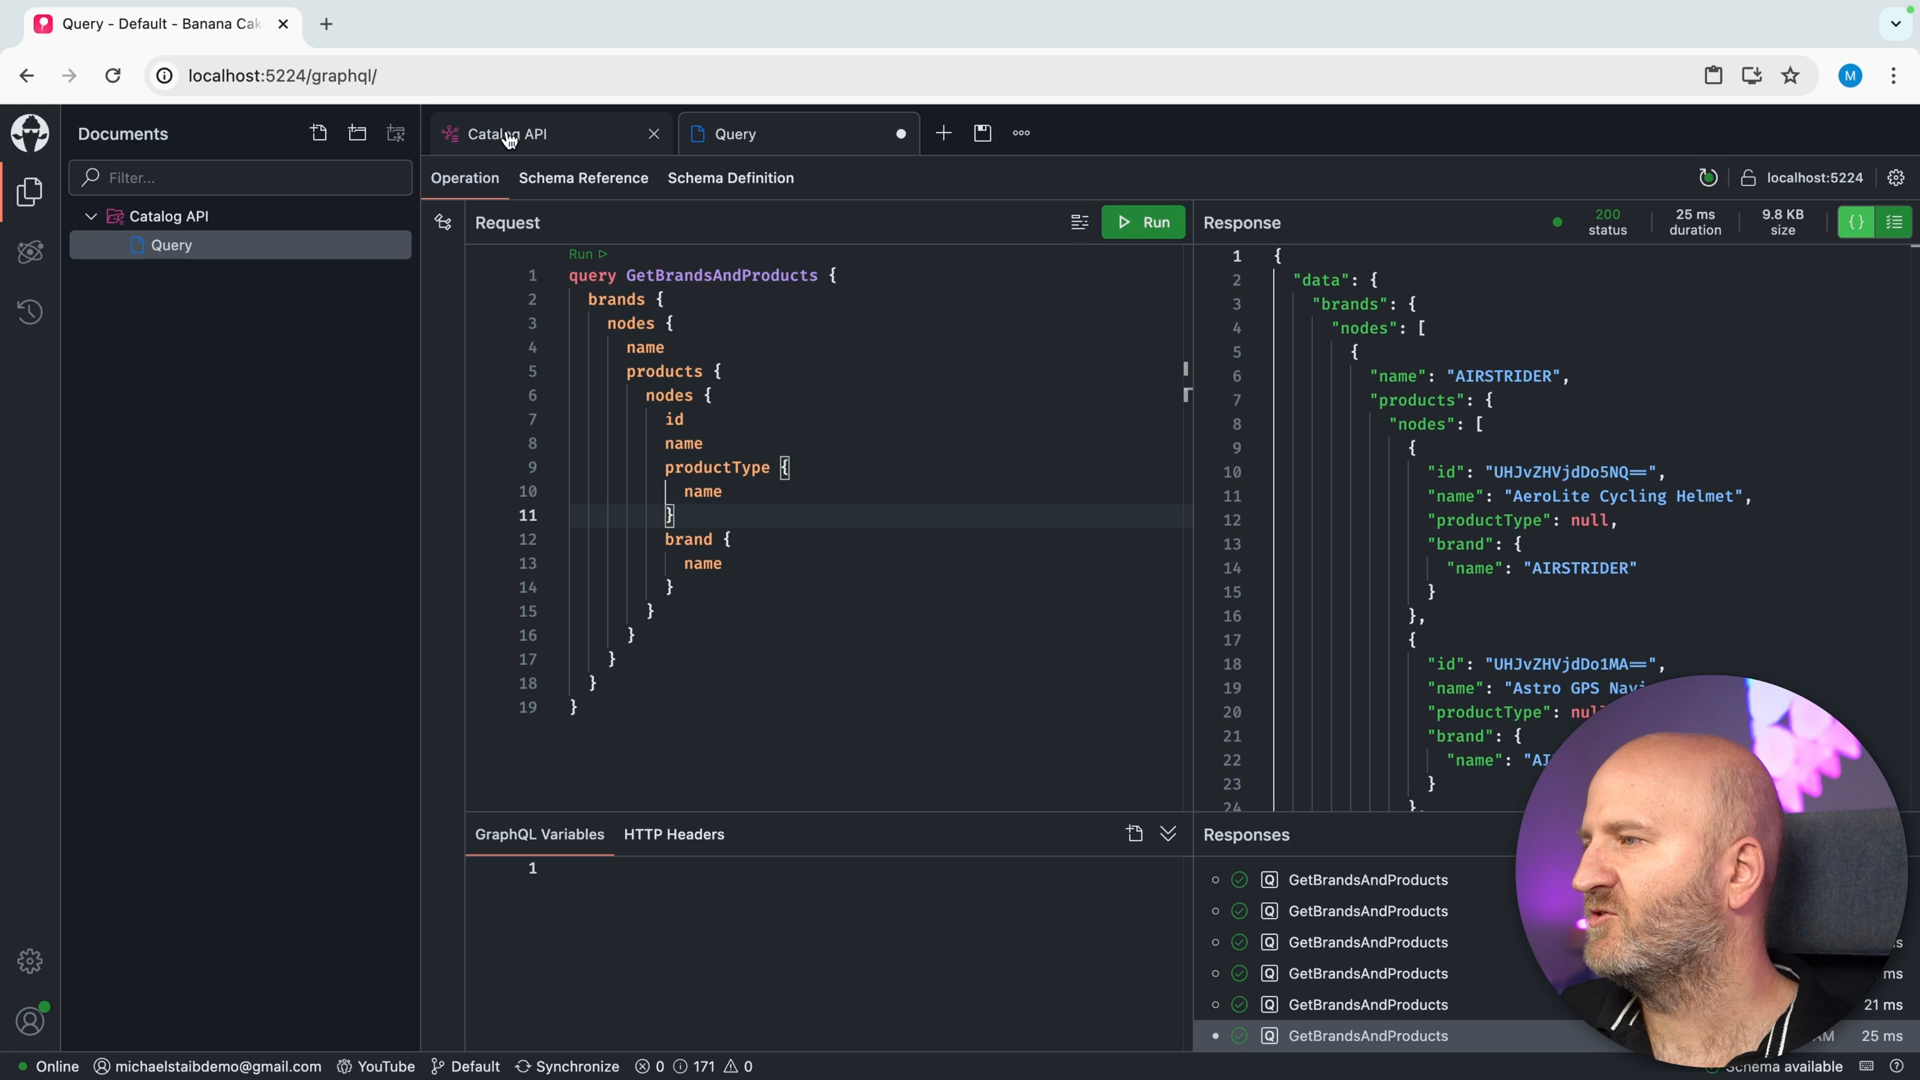 Query - Default - Banana Cak
localhost:5224/graphql/
M
Documents
Catalog API
Query
Filter...
Operation
Schema Reference
Schema Definition
localhost:5224
Catalog API
Query
Request
Run
Response
200
status
25 ms
duration
9.8 KB
size
{ }
Run
1 query GetBrandsAndProducts {
2 brands {
3 nodes {
4 name
5 products {
6 nodes {
7 id
8 name
9 productType {
10 name
11 }
12 brand {
13 name
14 }
15 }
16 }
17 }
18 }
19 }
1 {
2 "data": {
3 "brands": {
4 "nodes": [
5 {
6 "name": "AIRSTRIDER",
7 "products": {
8 "nodes": [
9 {
10 "id": "UHJvZHVjdDo5NQ==",
11 "name": "AeroLite Cycling Helmet",
12 "productType": null,
13 "brand": {
14 "name": "AIRSTRIDER"
15 }
16 },
17 {
18 "id": "UHJvZHVjdDo1MA==",
19 "name": "Astro GPS Navi
20 "productType": nul
21 "brand": {
22 "name": "AI
23 }
24 },
GraphQL Variables
HTTP Headers
1
Responses
Q GetBrandsAndProducts
Q GetBrandsAndProducts
Q GetBrandsAndProducts
s
Q GetBrandsAndProducts
ms
Q GetBrandsAndProducts
21 ms
Q GetBrandsAndProducts
AM
25 ms
Online
michaelstaibdemo@gmail.com
YouTube
Default
Synchronize
0
171
0
Schema available